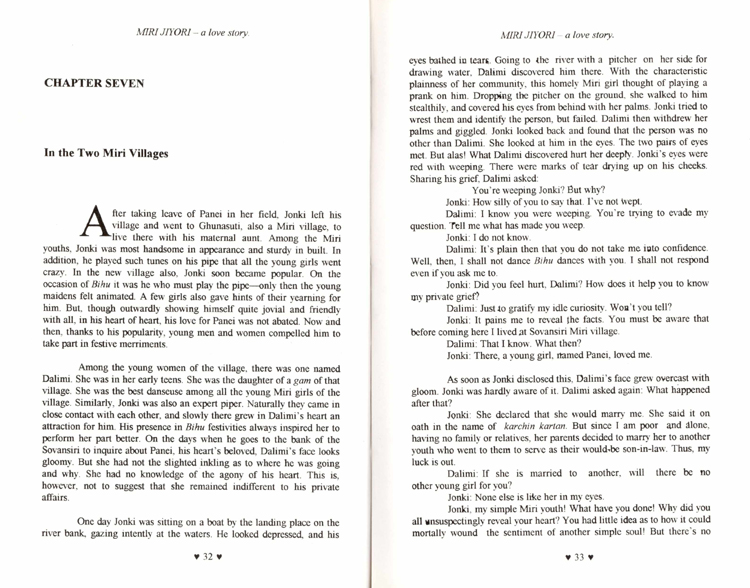 MIRI JIYORI – a love story.
CHAPTER SEVEN
In the Two Miri Villages
After taking leave of Panei in her field, Jonki left his
village and went to Ghunasuti, also a Miri village, to
live there with his maternal aunt. Among the Miri
youths, Jonki was most handsome in appearance and sturdy in built. In
addition, he played such tunes on his pipe that all the young girls went
crazy. In the new village also, Jonki soon became popular. On the
occasion of Bihu it was he who must play the pipe—only then the young
maidens felt animated. A few girls also gave hints of their yearning for
him. But, though outwardly showing himself quite jovial and friendly
with all, in his heart of heart, his love for Panei was not abated. Now and
then, thanks to his popularity, young men and women compelled him to
take part in festive merriments.
Among the young women of the village, there was one named
Dalimi. She was in her early teens. She was the daughter of a gam of that
village. She was the best danseuse among all the young Miri girls of the
village. Similarly, Jonki was also an expert piper. Naturally they came in
close contact with each other, and slowly there grew in Dalimi's heart an
attraction for him. His presence in Bihu festivities always inspired her to
perform her part better. On the days when he goes to the bank of the
Sovansiri to inquire about Panei, his heart's beloved, Dalimi's face looks
gloomy. But she had not the slighted inkling as to where he was going
and why. She had no knowledge of the agony of his heart. This is,
however, not to suggest that she remained indifferent to his private
affairs.
One day Jonki was sitting on a boat by the landing place on the
river bank, gazing intently at the waters. He looked depressed, and his
♥ 32 ♥
MIRI JIYORI – a love story.
eyes bathed in tears. Going to the river with a pitcher on her side for
drawing water, Dalimi discovered him there. With the characteristic
plainness of her community, this homely Miri girl thought of playing a
prank on him. Dropping the pitcher on the ground, she walked to him
stealthily, and covered his eyes from behind with her palms. Jonki tried to
wrest them and identify the person, but failed. Dalimi then withdrew her
palms and giggled. Jonki looked back and found that the person was no
other than Dalimi. She looked at him in the eyes. The two pairs of eyes
met. But alas! What Dalimi discovered hurt her deeply. Jonki's eyes were
red with weeping. There were marks of tear drying up on his cheeks.
Sharing his grief, Dalimi asked:
You're weeping Jonki? But why?
Jonki: How silly of you to say that. I've not wept.
Dalimi: I know you were weeping. You're trying to evade my
question. Tell me what has made you weep.
Jonki: I do not know.
Dalimi: It's plain then that you do not take me into confidence.
Well, then, I shall not dance Bihu dances with you. I shall not respond
even if you ask me to.
Jonki: Did you feel hurt, Dalimi? How does it help you to know
my private grief?
Dalimi: Just to gratify my idle curiosity. Won't you tell?
Jonki: It pains me to reveal the facts. You must be aware that
before coming here I lived at Sovansiri Miri village.
Dalimi: That I know. What then?
Jonki: There, a young girl, named Panei, loved me.
As soon as Jonki disclosed this, Dalimi's face grew overcast with
gloom. Jonki was hardly aware of it. Dalimi asked again: What happened
after that?
Jonki: She declared that she would marry me. She said it on
oath in the name of karchin kartan. But since I am poor and alone,
having no family or relatives, her parents decided to marry her to another
youth who went to them to serve as their would-be son-in-law. Thus, my
luck is out.
Dalimi: If she is married to another, will there be no
other young girl for you?
Jonki: None else is like her in my eyes.
Jonki, my simple Miri youth! What have you done! Why did you
all unsuspectingly reveal your heart? You had little idea as to how it could
mortally wound the sentiment of another simple soul! But there's no
♥ 33 ♥